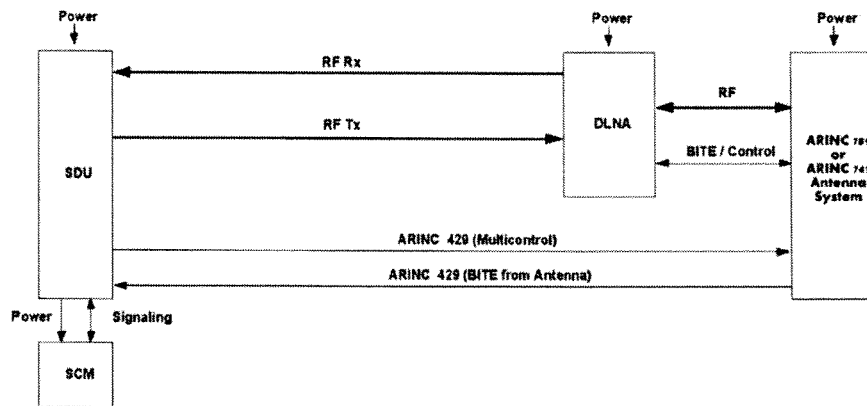 Power
Power
Power
RF Rx
RF
RF Tx
DLNA
BITE / Control
ARINC
or
ARINC
Antenna
System
SDU
ARINC 429 (Multicontrol)
ARINC 429 (BITE from Antenna)
Power
Signaling
SCM